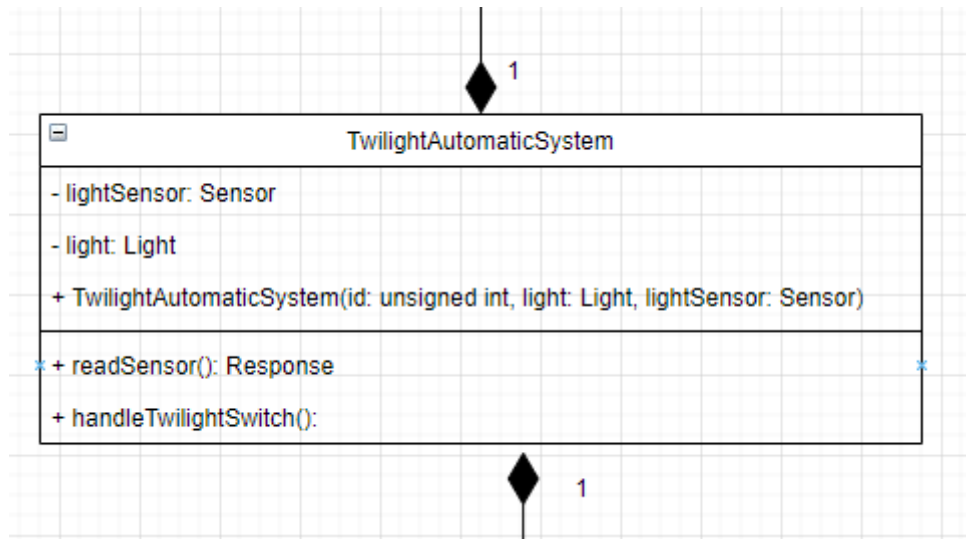 1
TwilightAutomaticSystem
- lightSensor: Sensor
- light: Light
+ TwilightAutomaticSystem(id: unsigned int, light: Light, lightSensor: Sensor)
+ readSensor(): Response
+ handleTwilightSwitch():
1